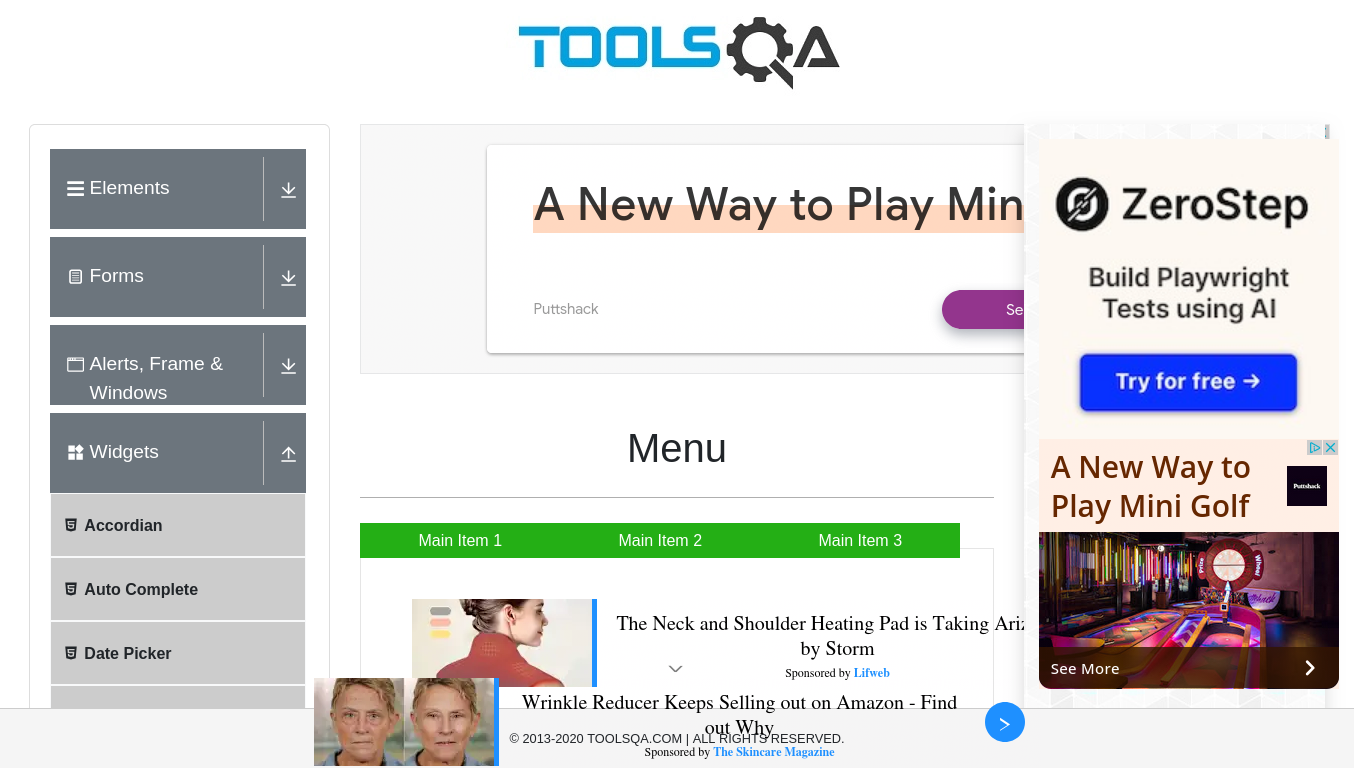 TOOLSQA
Elements
Forms
Alerts, Frame &
Windows
Widgets
Accordian
Auto Complete
Date Picker
A New Way to Play Min
Puttshack
Se
Menu
Main Item 1
Main Item 2
Main Item 3
The Neck and Shoulder Heating Pad is Taking Ariz
by Storm
Sponsored by Lifweb
Wrinkle Reducer Keeps Selling out on Amazon - Find
out Why
Sponsored by The Skincare Magazine
© 2013-2020 TOOLSQA.COM | ALL RIGHTS RESERVED.
ZeroStep
Build Playwright
Tests using AI
Try for free →
A New Way to
Play Mini Golf
Puttshack
See More